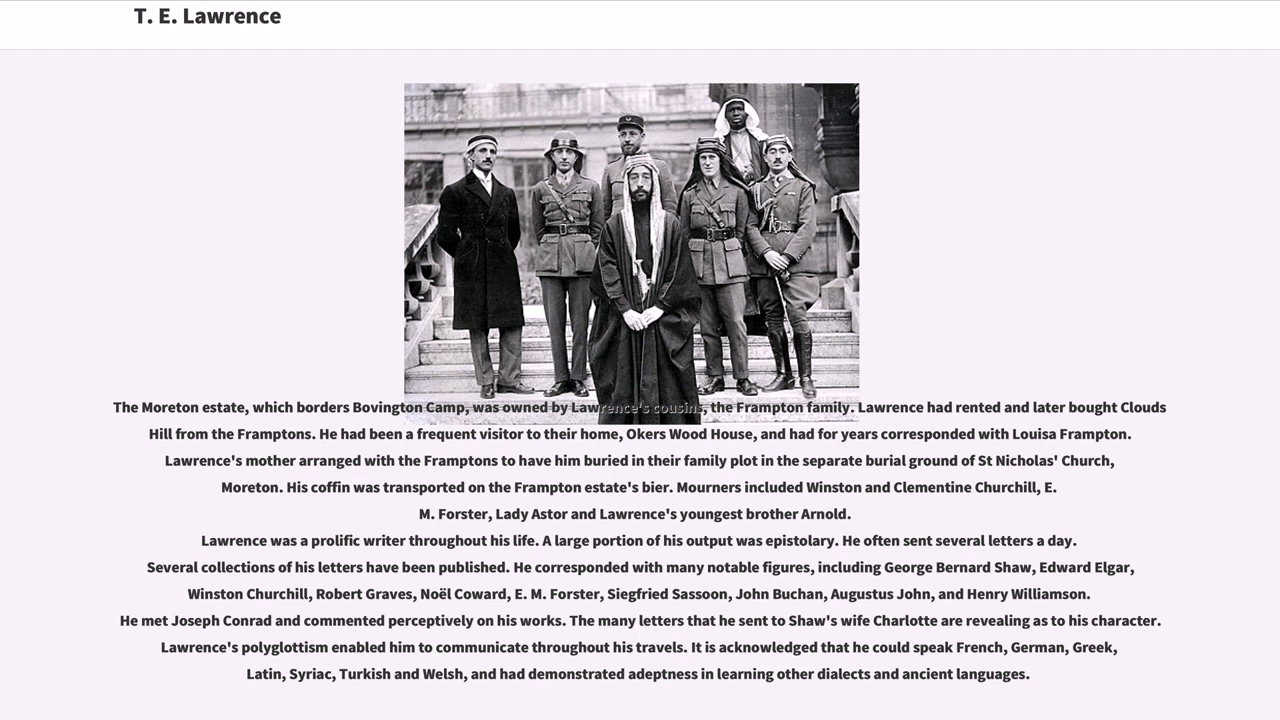 T. E. Lawrence
The Moreton estate, which borders Bovington Camp, was owned by Lawrence's cousins, the Frampton family. Lawrence had rented and later bought Clouds
Hill from the Framptons. He had been a frequent visitor to their home, Okers Wood House, and had for years corresponded with Louisa Frampton.
Lawrence's mother arranged with the Framptons to have him buried in their family plot in the separate burial ground of St Nicholas' Church,
Moreton. His coffin was transported on the Frampton estate's bier. Mourners included Winston and Clementine Churchill, E.
M. Forster, Lady Astor and Lawrence's youngest brother Arnold.
Lawrence was a prolific writer throughout his life. A large portion of his output was epistolary. He often sent several letters a day.
Several collections of his letters have been published. He corresponded with many notable figures, including George Bernard Shaw, Edward Elgar,
Winston Churchill, Robert Graves, Noël Coward, E. M. Forster, Siegfried Sassoon, John Buchan, Augustus John, and Henry Williamson.
He met Joseph Conrad and commented perceptively on his works. The many letters that he sent to Shaw's wife Charlotte are revealing as to his character.
Lawrence's polyglottism enabled him to communicate throughout his travels. It is acknowledged that he could speak French, German, Greek,
Latin, Syriac, Turkish and Welsh, and had demonstrated adeptness in learning other dialects and ancient languages.